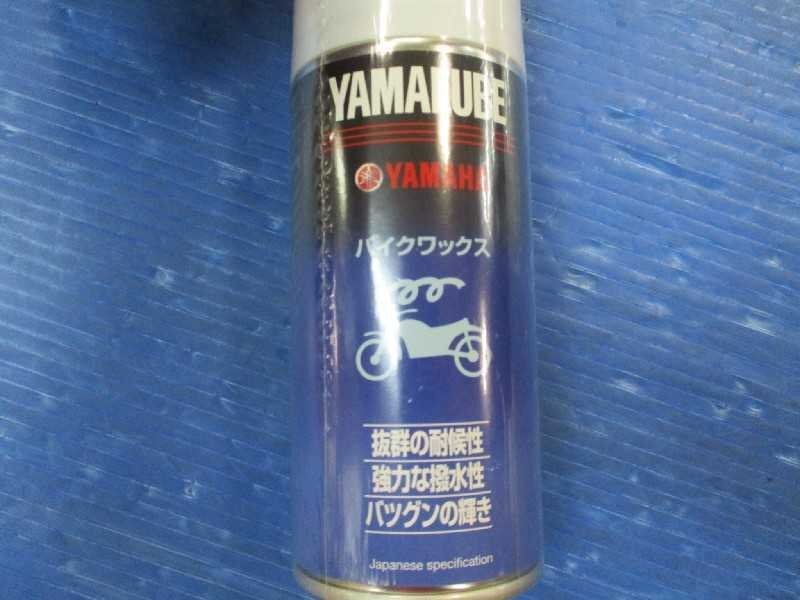 YAMALUBE
YAMAHA
バイクワックス
抜群の耐候性
強力な撥水性
バツグンの輝き
Japanese specification